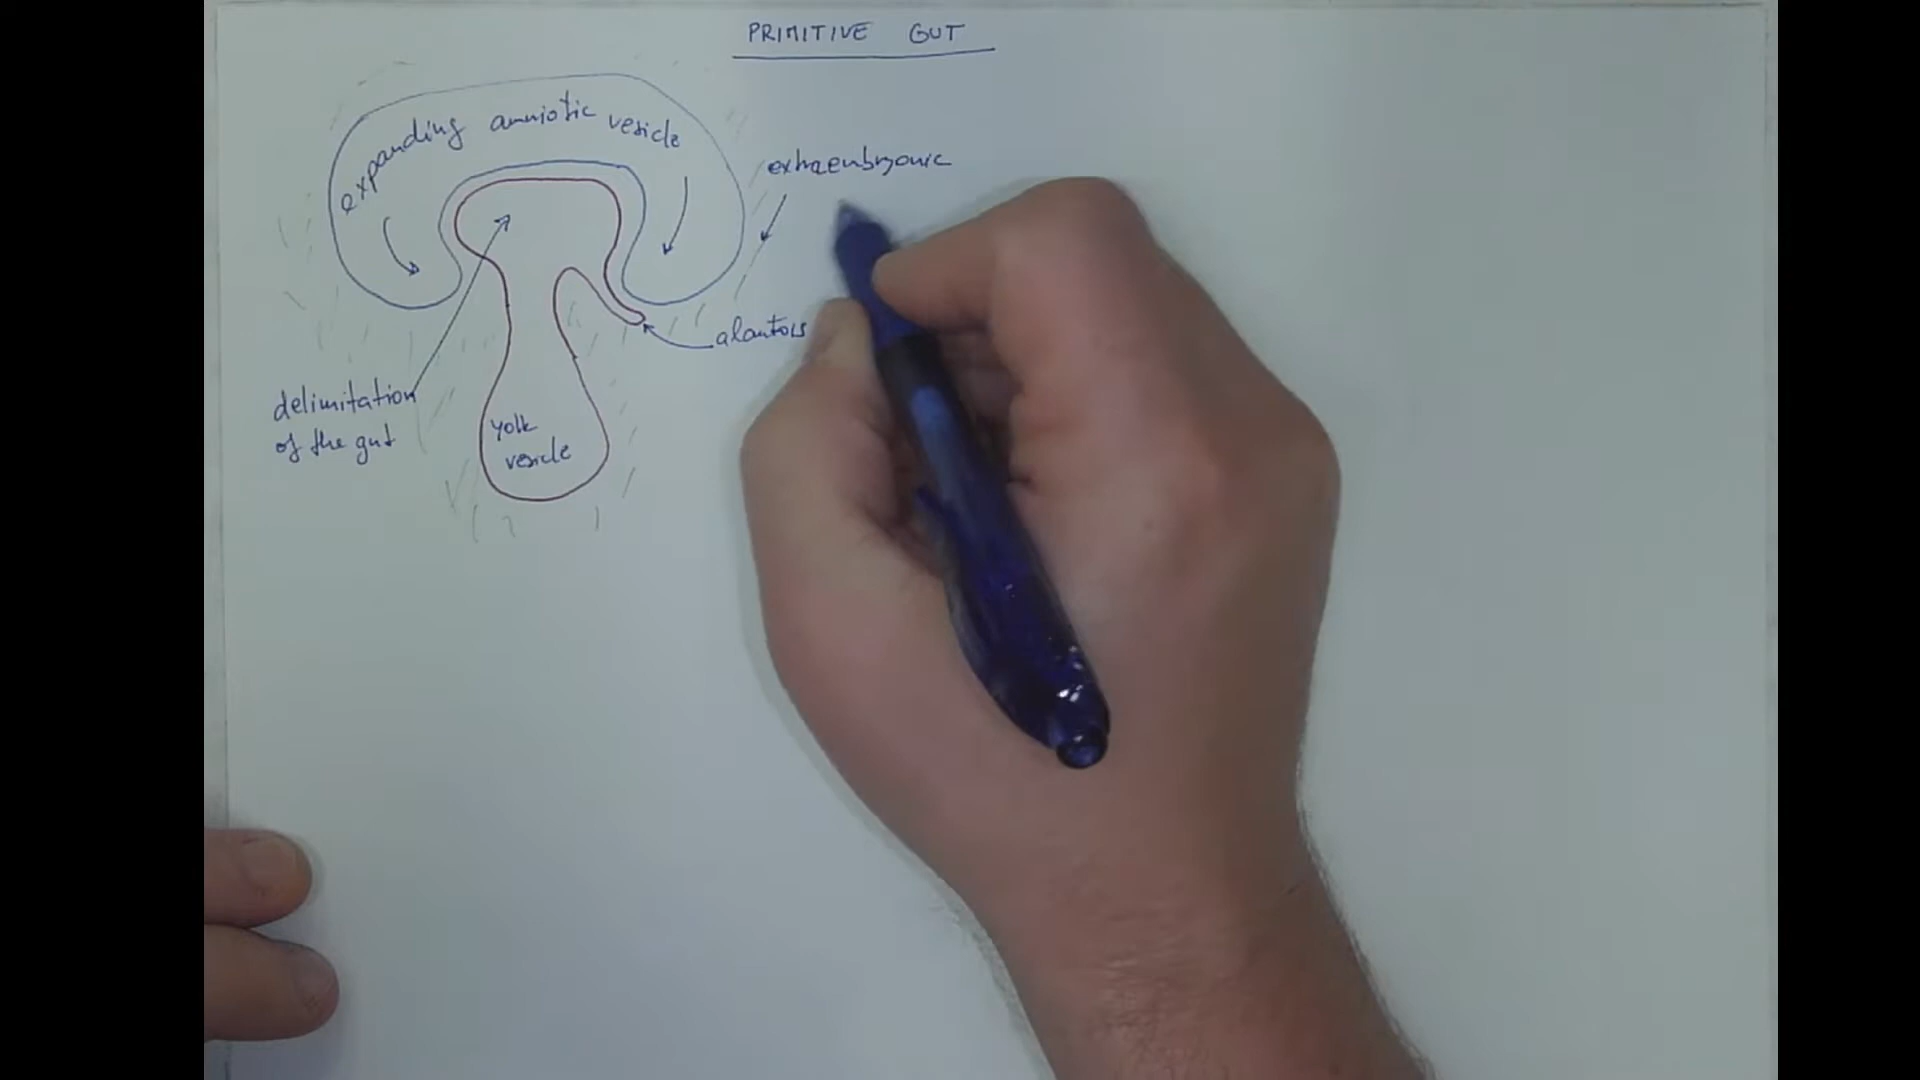 PRIMITIVE GUT
expanding amniotic vesicle
extraembryonic
alantois
delimitation
of the gut
yolk
vesicle